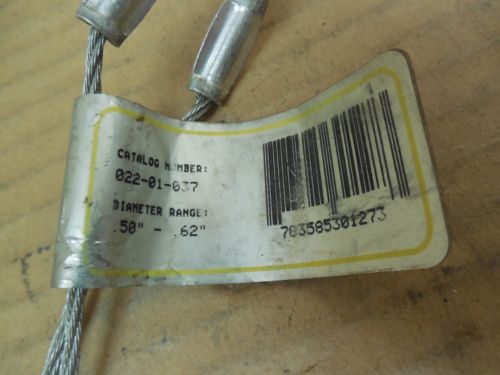 CATALOG NUMBER:
022-01-037
DIAMETER RANGE:
.50" - .62"
783585301273